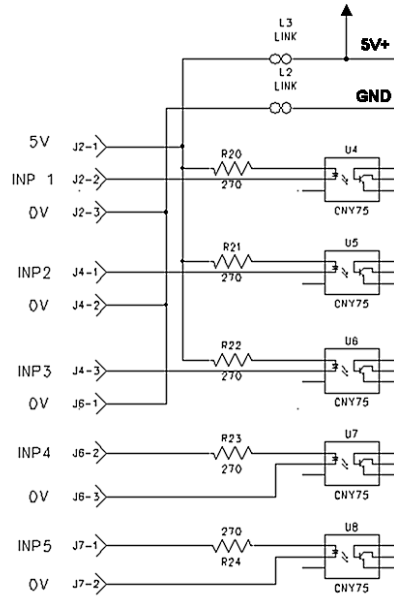 L3
LINK
5V+
L2
LINK
GND
5V J2-1
R20
U4
INP 1 J2-2
270
0V J2-3
CNY75
R21
U5
INP2 J4-1
270
0V J4-2
CNY75
R22
U6
INP3 J4-3
270
0V J6-1
CNY75
R23
U7
INP4 J6-2
270
0V J6-3
CNY75
270
U8
INP5 J7-1
R24
0V J7-2
CNY75